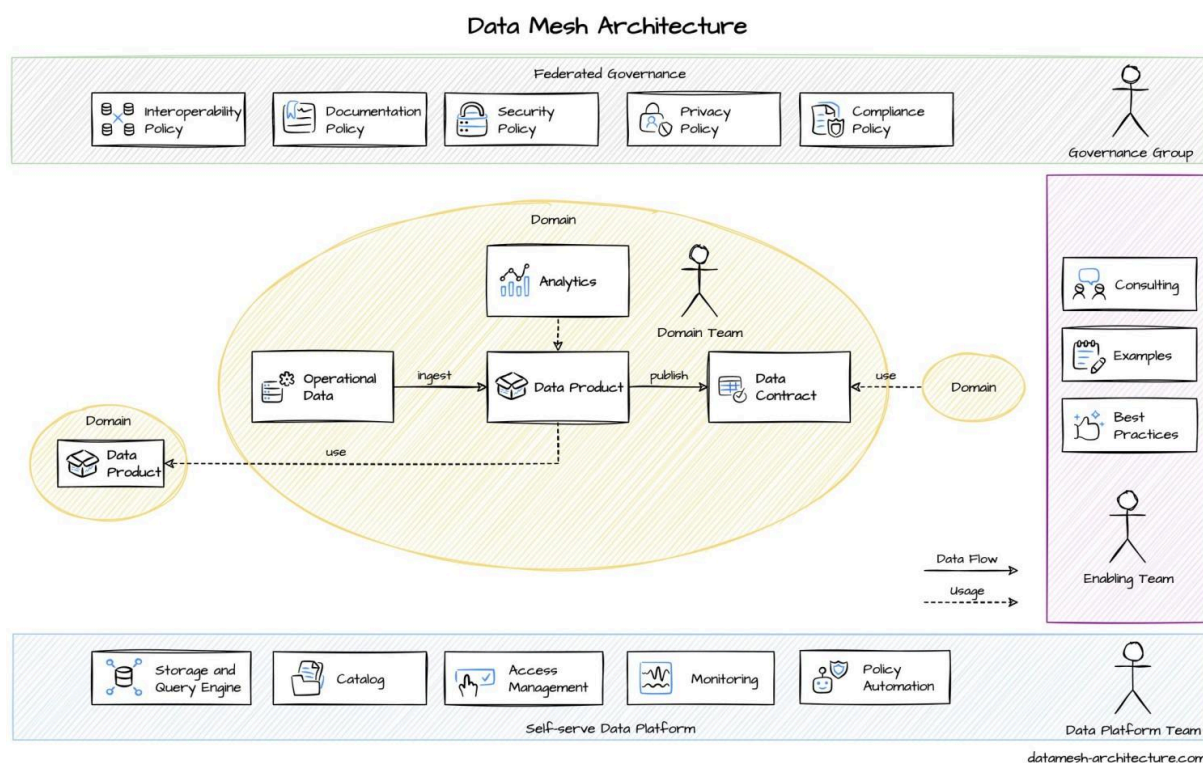 Data Mesh Architecture
Federated Governance
Interoperability
Policy
Documentation
Policy
Security
Policy
Privacy
Policy
Compliance
Policy
Governance Group
Domain
Analytics
Domain Team
Operational
Data
ingest
Data Product
publish
Data
Contract
use
Domain
Domain
Data
Product
use
Consulting
Examples
Best
Practices
Enabling Team
Data Flow
Usage
Storage and
Query Engine
Catalog
Access
Management
Monitoring
Policy
Automation
Self-serve Data Platform
Data Platform Team
datamesh-architecture.com